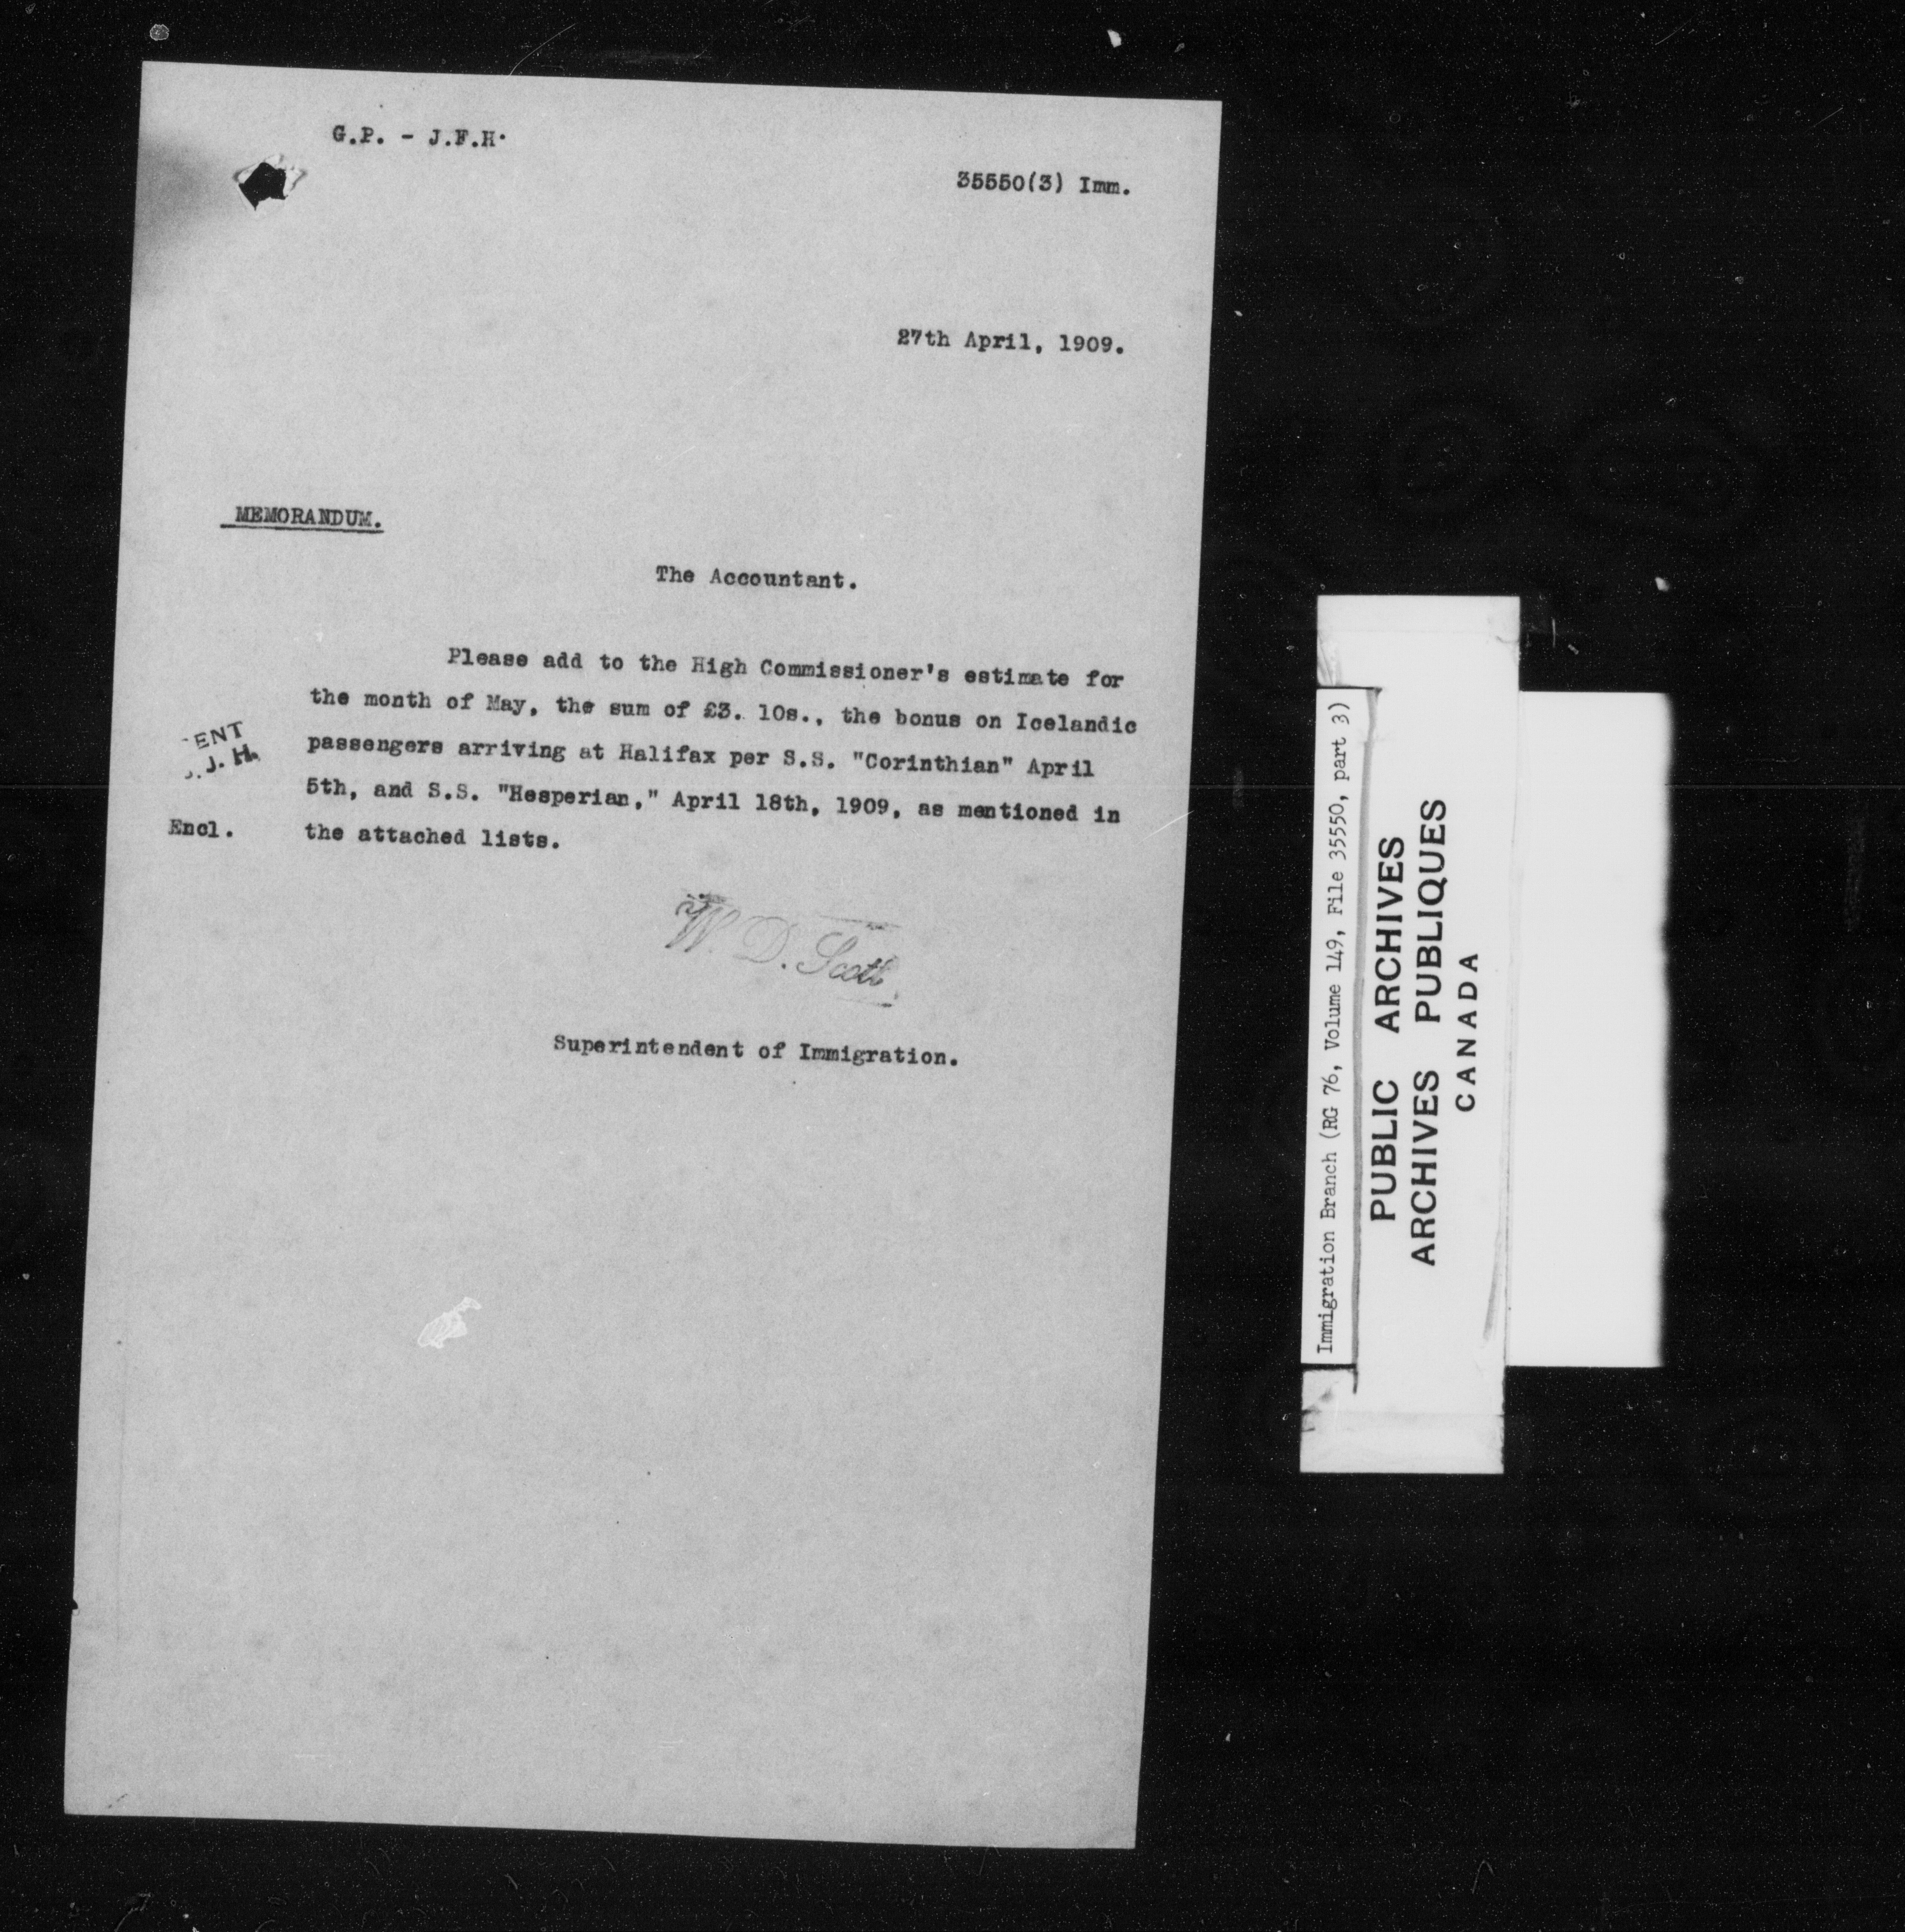 G.P. - J.F.H.
35550(3) Imm.
27th April, 1909.
MEMORANDUM.
The Accountant.
Please add to the High Commissioner's estimate for
the month of May, the sum of £3. 10s., the bonus on Icelandic
passengers arriving at Halifax per S.S. "Corinthian" April
5th, and S.S. "Hesperian," April 18th, 1909, as mentioned in
the attached lists.
ENT
J. H.
Encl.
W. D. Scott
Superintendent of Immigration.
Immigration Branch (RG 76, Volume 149, File 35550, part 3)
PUBLIC ARCHIVES
ARCHIVES PUBLIQUES
CANADA